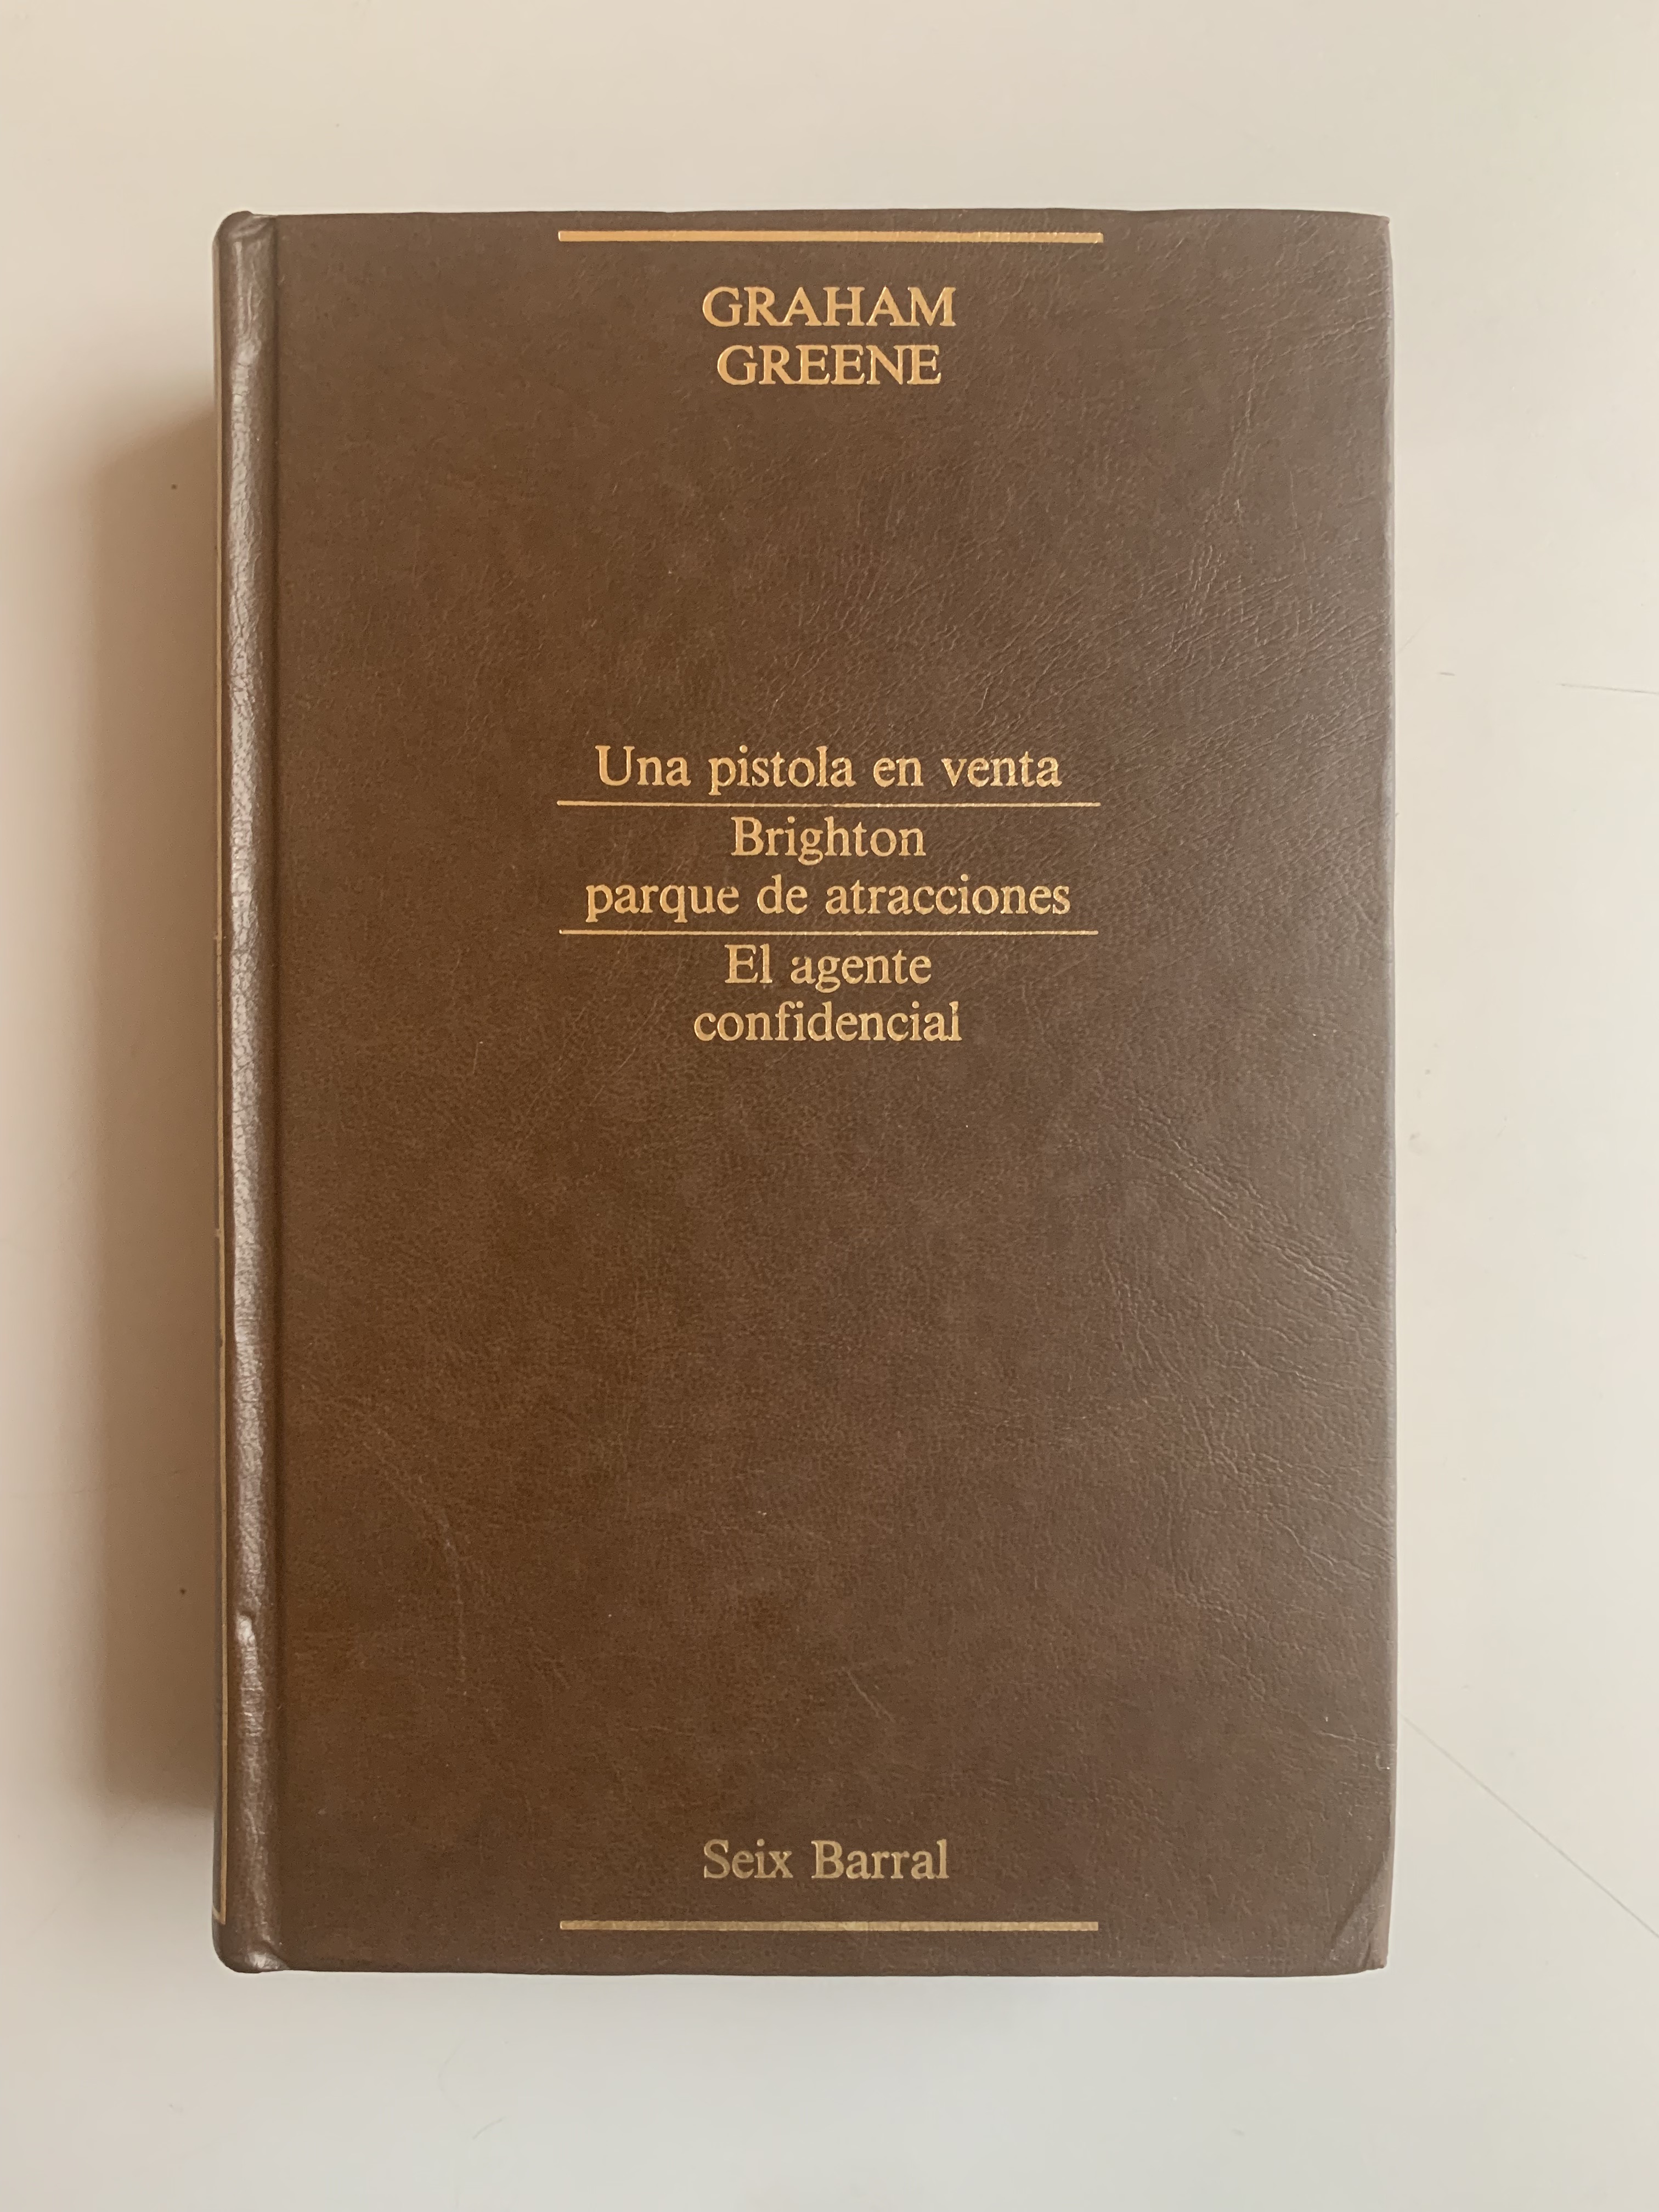 GRAHAM
GREENE
Una pistola en venta
Brighton
parque de atracciones
El agente
confidencial
Seix Barral